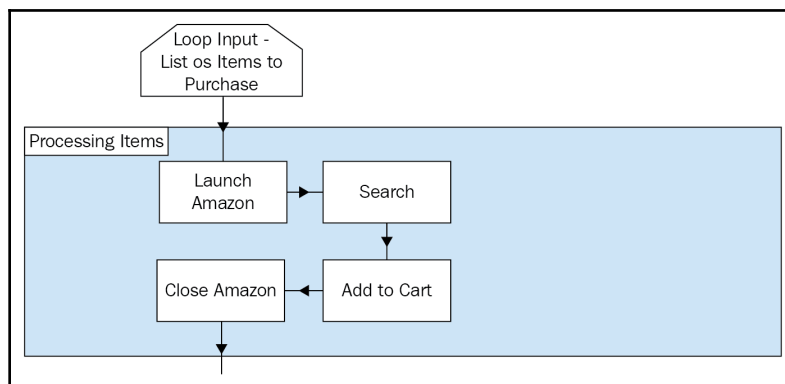 Loop Input -
List os Items to
Purchase
Processing Items
Launch
Amazon
Search
Close Amazon
Add to Cart